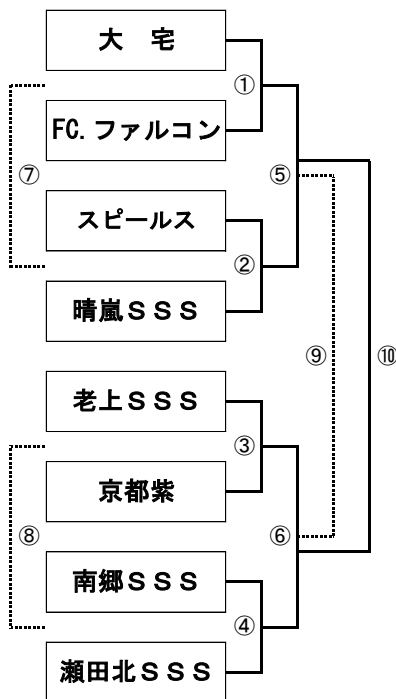 大　宅
①
FC. ファルコン
⑦
⑤
スピールス
②
晴嵐ＳＳＳ
⑨
⑩
老上ＳＳＳ
③
京都紫
⑧
⑥
南郷ＳＳＳ
④
瀬田北ＳＳＳ